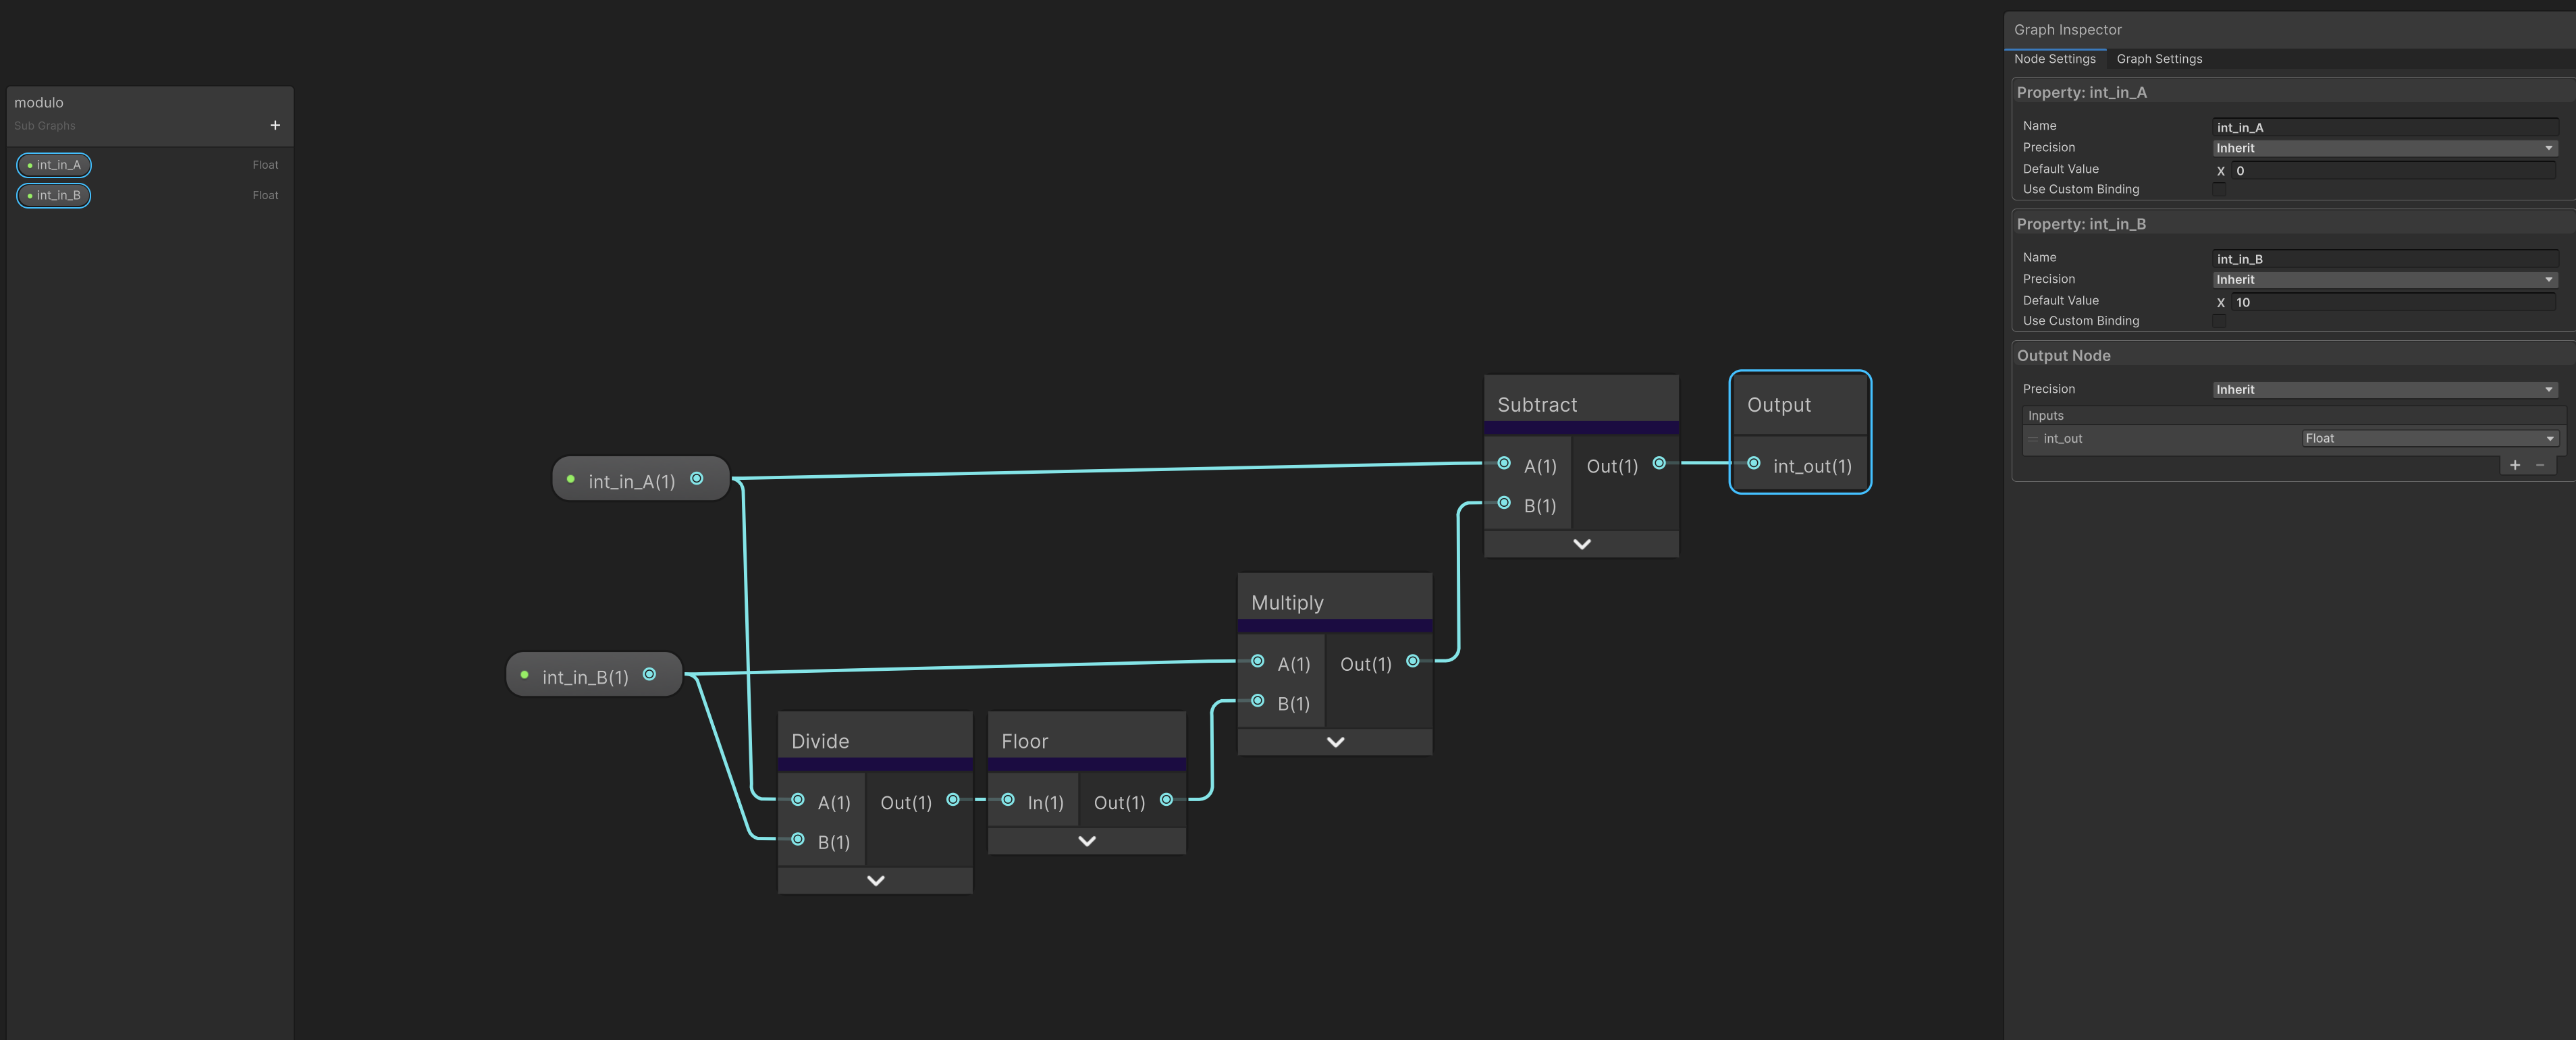 modulo
Sub Graphs
+
int_in_A Float
int_in_B Float
int_in_A(1)
int_in_B(1)
Divide
A(1) Out(1)
B(1)
Floor
In(1) Out(1)
Multiply
A(1) Out(1)
B(1)
Subtract
A(1) Out(1)
B(1)
Output
int_out(1)
Graph Inspector
Node Settings Graph Settings
Property: int_in_A
Name int_in_A
Precision Inherit
Default Value X 0
Use Custom Binding
Property: int_in_B
Name int_in_B
Precision Inherit
Default Value X 10
Use Custom Binding
Output Node
Precision Inherit
Inputs
int_out Float
+ −